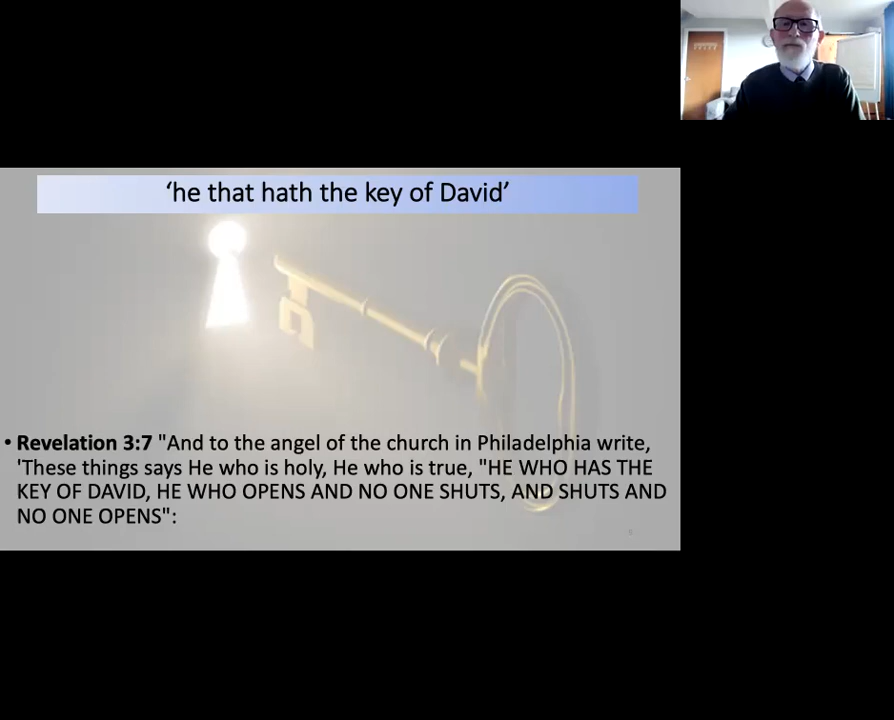 'he that hath the key of David'
• Revelation 3:7 "And to the angel of the church in Philadelphia write,
'These things says He who is holy, He who is true, "HE WHO HAS THE
KEY OF DAVID, HE WHO OPENS AND NO ONE SHUTS, AND SHUTS AND
NO ONE OPENS":